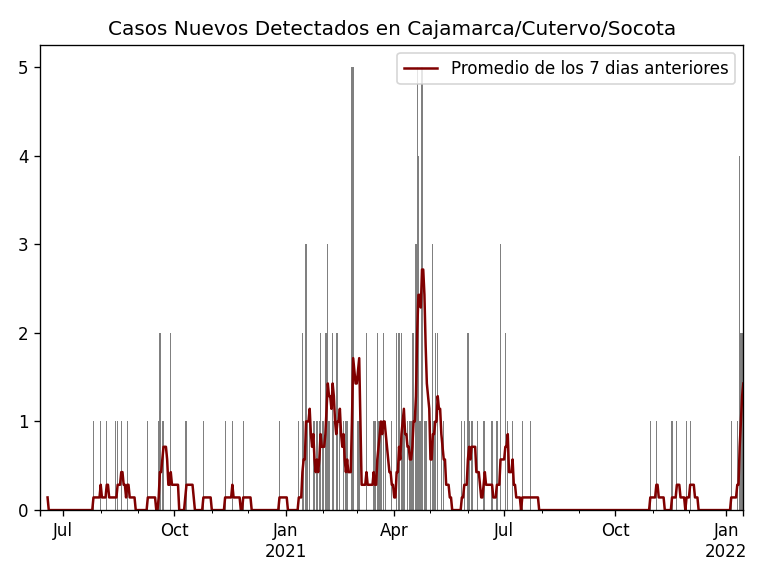 Casos Nuevos Detectados en Cajamarca/Cutervo/Socota
Promedio de los 7 dias anteriores
5
4
3
2
1
0
Jul Oct Jan Apr Jul Oct Jan
2021 2022